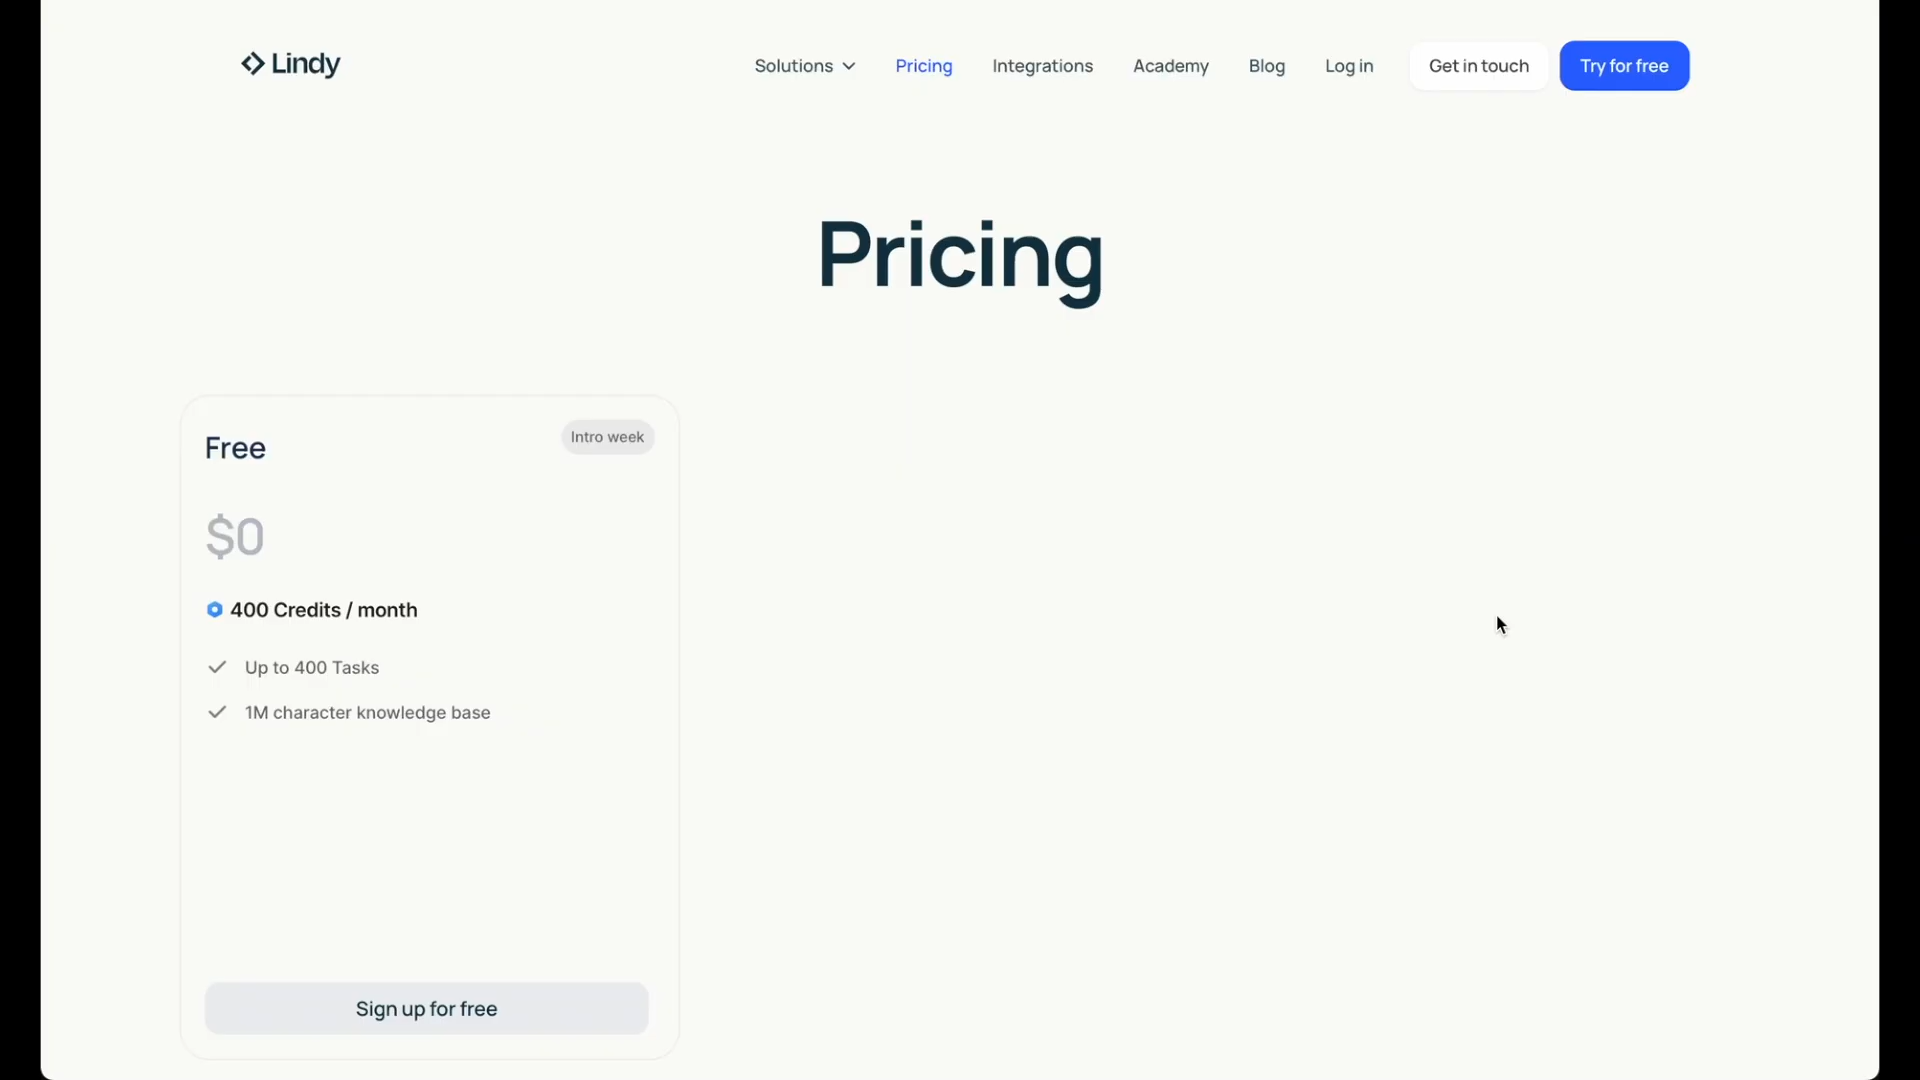 Lindy
Solutions
Pricing
Integrations
Academy
Blog
Log in
Get in touch
Try for free
Pricing
Free
Intro week
$0
400 Credits / month
Up to 400 Tasks
1M character knowledge base
Sign up for free